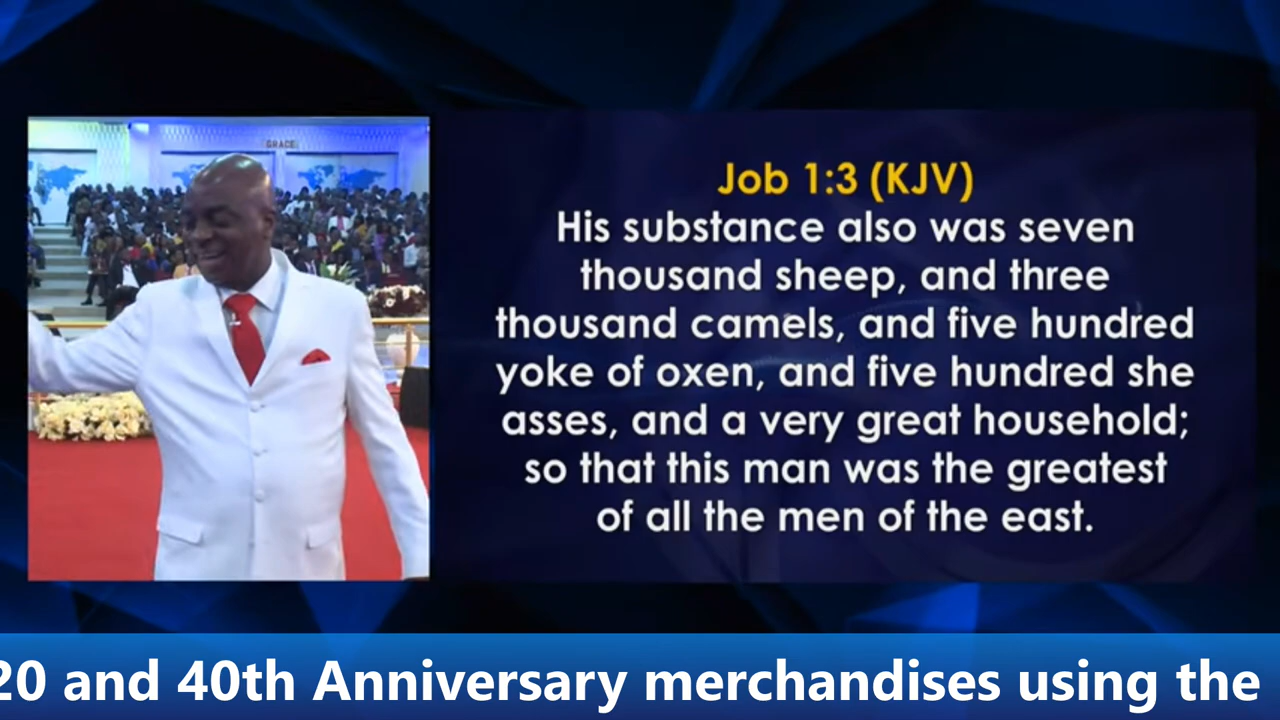 GRACE
Job 1:3 (KJV)
His substance also was seven
thousand sheep, and three
thousand camels, and five hundred
yoke of oxen, and five hundred she
asses, and a very great household;
so that this man was the greatest
of all the men of the east.
20 and 40th Anniversary merchandises using the